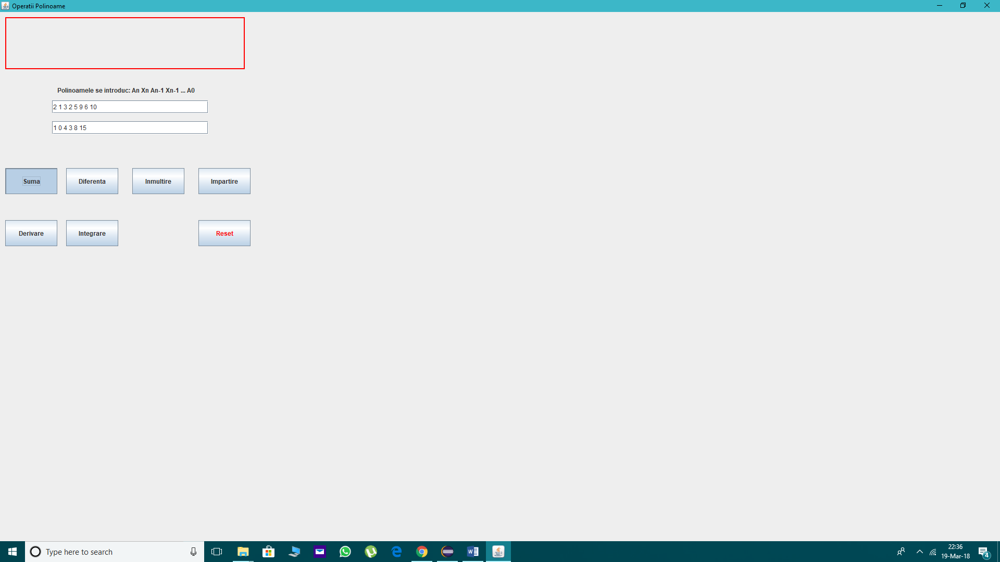 Operatii Polinoame
Polinoamele se introduc: An Xn An-1 Xn-1 ... A0
2 1 3 2 5 9 6 10
1 0 4 3 8 15
Suma Diferenta Inmultire Impartire
Derivare Integrare Reset
Type here to search
22:36
19-Mar-18
4